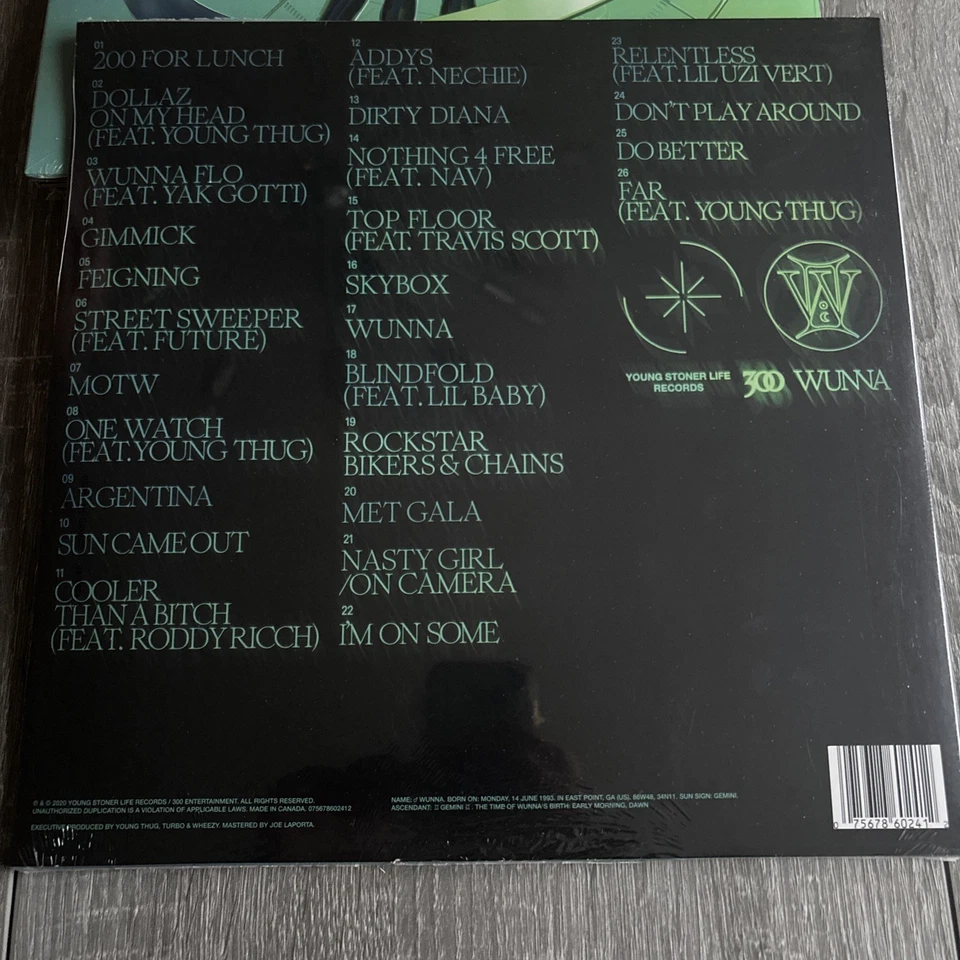 01
200 FOR LUNCH
02
DOLLAZ
ON MY HEAD
(FEAT. YOUNG THUG)
03
WUNNA FLO
(FEAT. YAK GOTTI)
04
GIMMICK
05
FEIGNING
06
STREET SWEEPER
(FEAT. FUTURE)
07
MOTW
08
ONE WATCH
(FEAT. YOUNG THUG)
09
ARGENTINA
10
SUN CAME OUT
11
COOLER
THAN A BITCH
(FEAT. RODDY RICCH)
12
ADDYS
(FEAT. NECHIE)
13
DIRTY DIANA
14
NOTHING 4 FREE
(FEAT. NAV)
15
TOP FLOOR
(FEAT. TRAVIS SCOTT)
16
SKYBOX
17
WUNNA
18
BLINDFOLD
(FEAT. LIL BABY)
19
ROCKSTAR
BIKERS & CHAINS
20
MET GALA
21
NASTY GIRL
/ON CAMERA
22
I'M ON SOME
23
RELENTLESS
(FEAT. LIL UZI VERT)
24
DON'T PLAY AROUND
25
DO BETTER
26
FAR
(FEAT. YOUNG THUG)
W
YOUNG STONER LIFE
RECORDS
300
WUNNA
℗ & © 2020 YOUNG STONER LIFE RECORDS / 300 ENTERTAINMENT. ALL RIGHTS RESERVED.
UNAUTHORIZED DUPLICATION IS A VIOLATION OF APPLICABLE LAWS. MADE IN CANADA. 075678602412
EXECUTIVE PRODUCED BY YOUNG THUG, TURBO & WHEEZY. MASTERED BY JOE LAPORTA.
NAME: ♂ WUNNA. BORN ON: MONDAY, 14 JUNE 1993. IN EAST POINT, GA (US), 86W48, 34N11. SUN SIGN: GEMINI.
ASCENDANT: ♊ GEMINI ♊. THE TIME OF WUNNA'S BIRTH: EARLY MORNING, DAWN
0 75678 60241 2